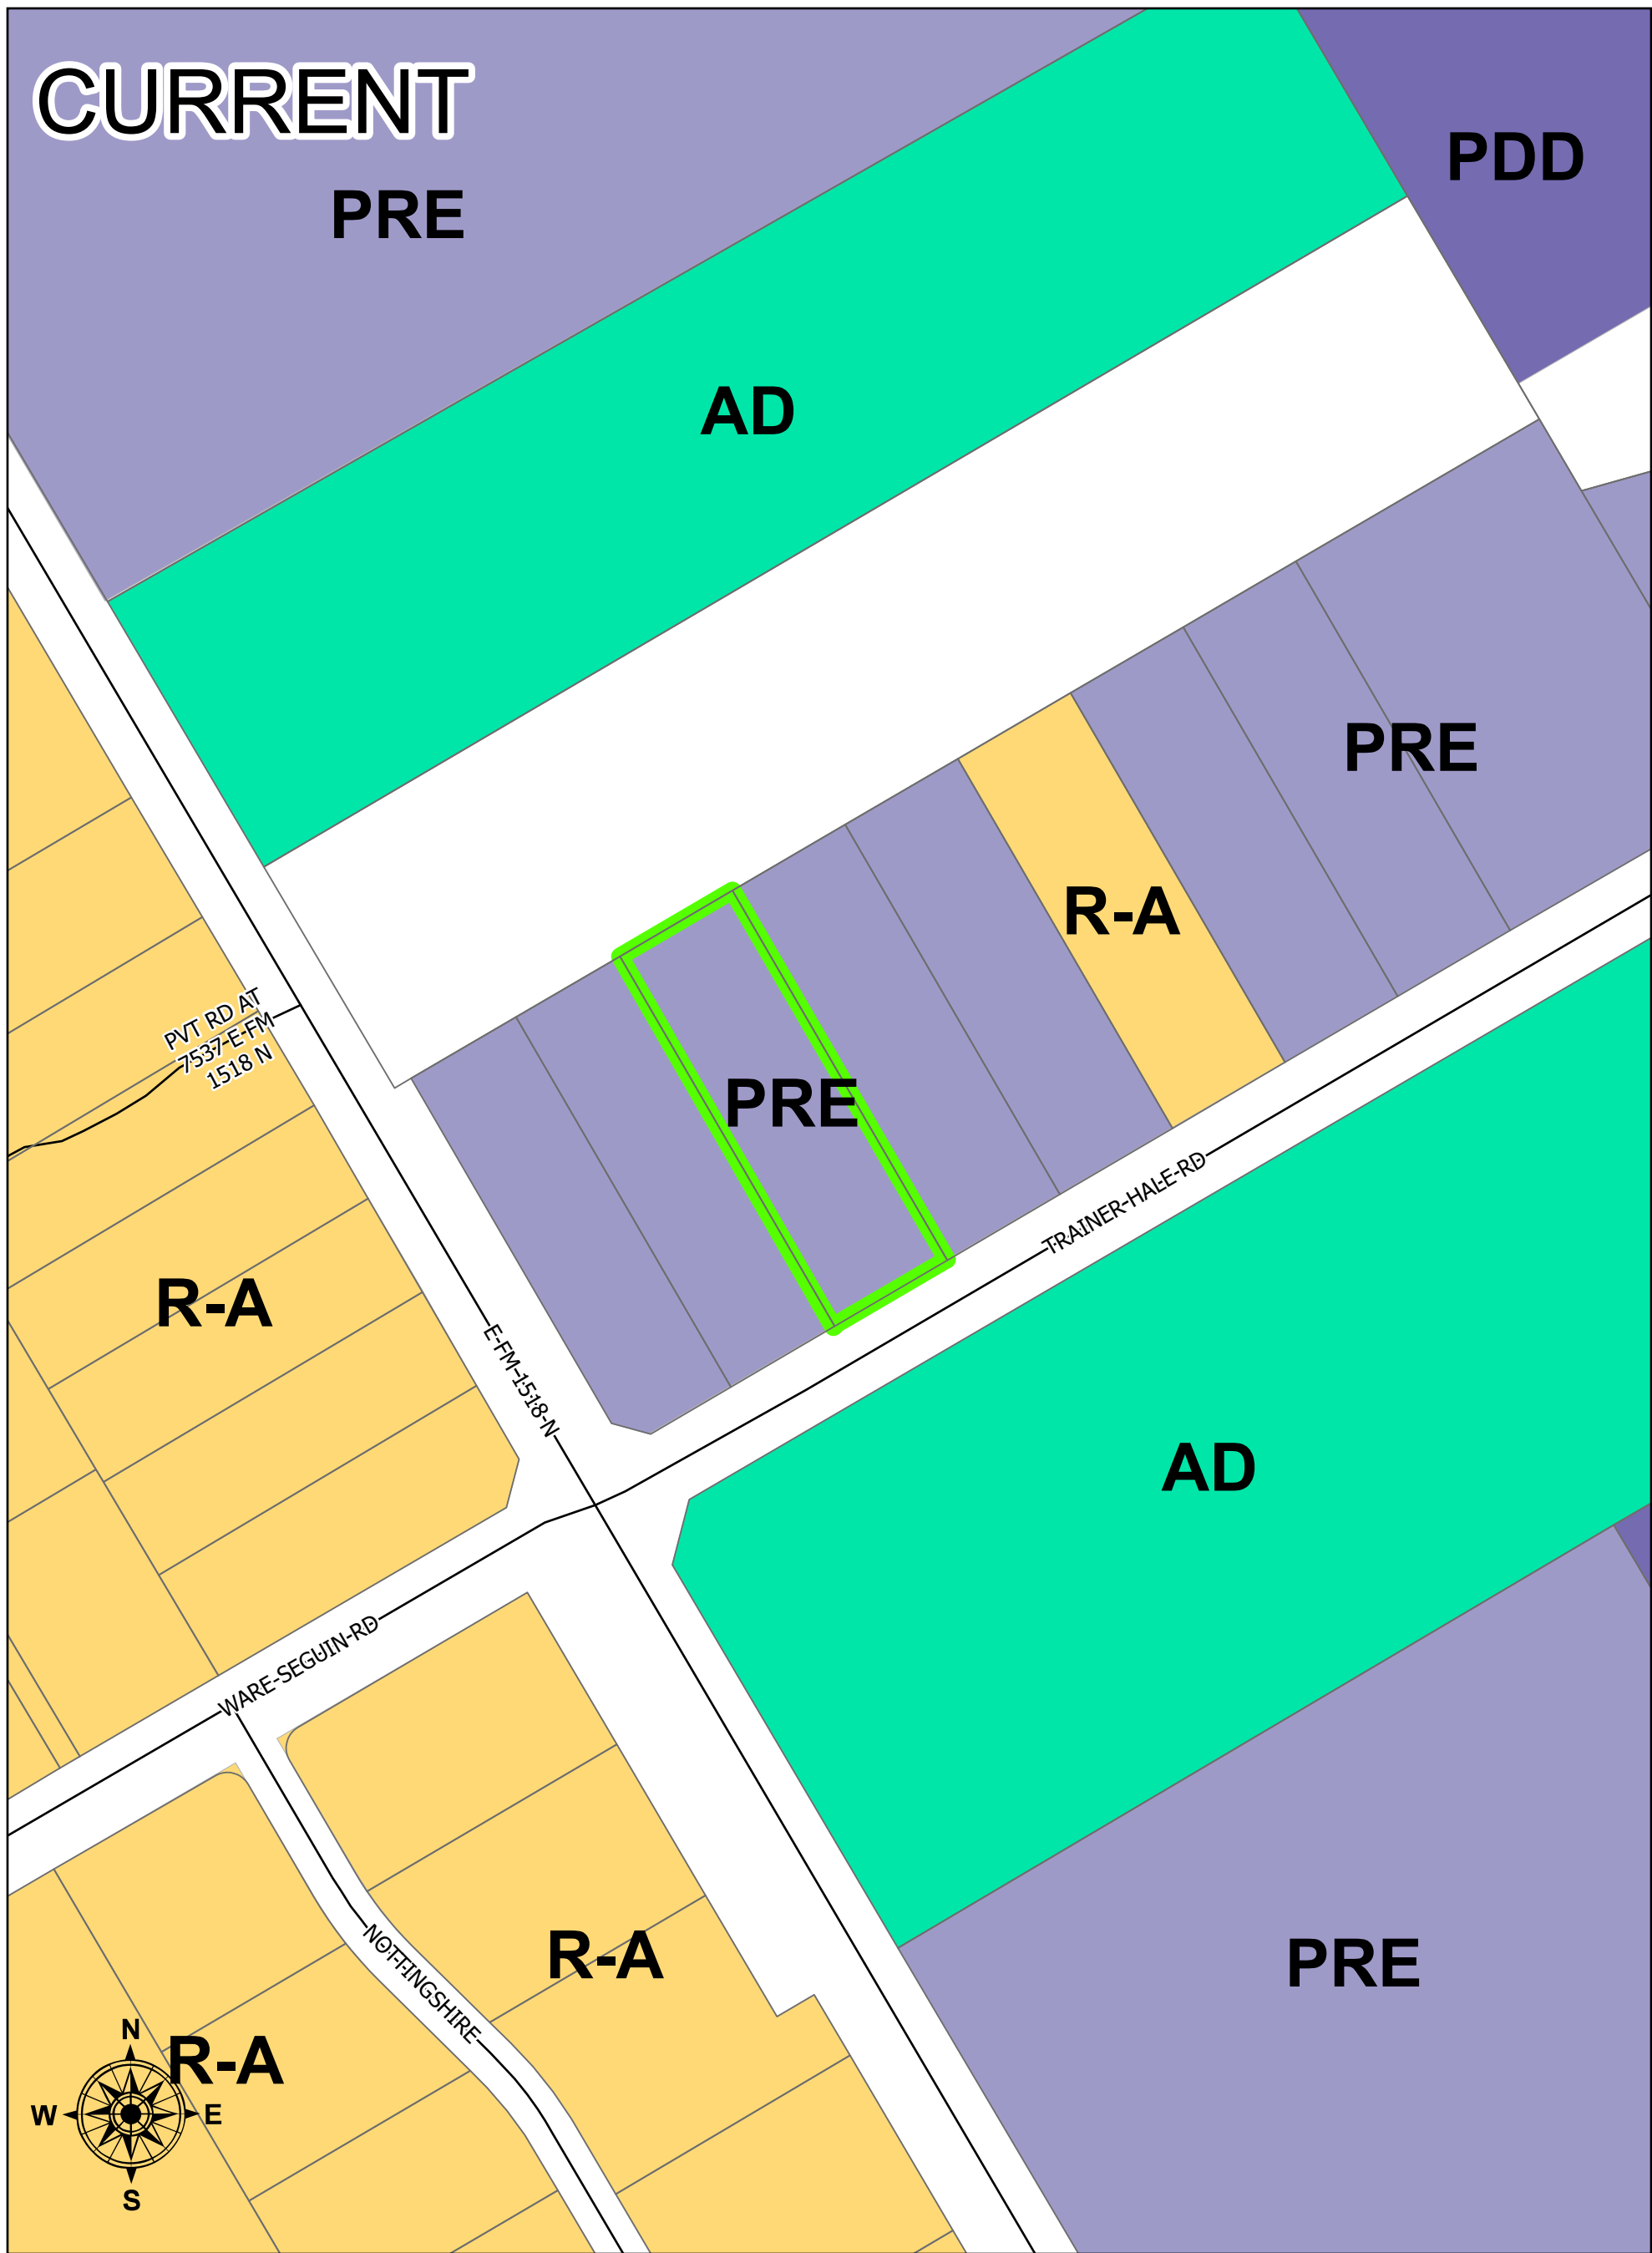 CURRENT
PDD
PRE
AD
PRE
R-A
PVT RD AT
7537 E FM
1518 N
PRE
TRAINER-HALE-RD
R-A
E-FM-1518-N
AD
WARE-SEGUIN-RD
NOTTINGSHIRE
R-A
PRE
N
R-A
W
E
S